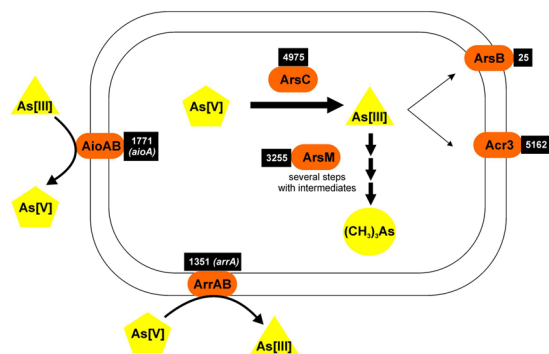 4975
ArsC
ArsB
25
As[V]
As[III]
As[III]
AioAB
1771
(aioA)
3255
ArsM
several steps
with intermediates
Acr3
5162
As[V]
(CH₃)₃As
1351 (arrA)
ArrAB
As[V]
As[III]